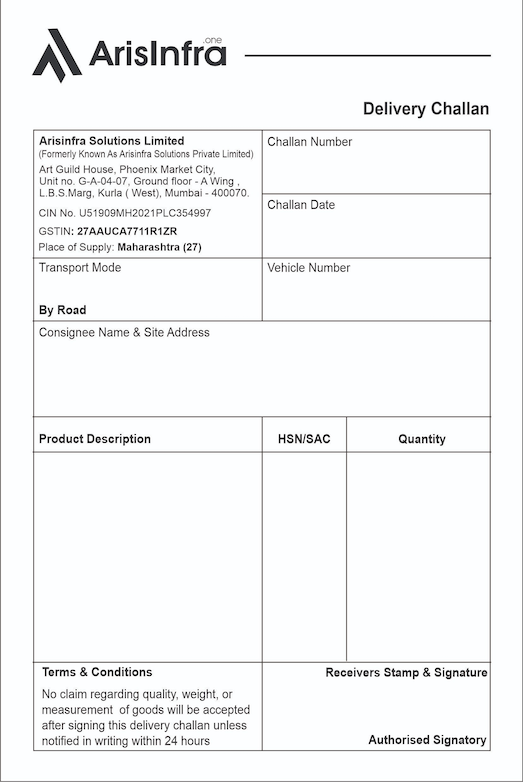 ArisInfra.one
Delivery Challan
Arisinfra Solutions Limited
(Formerly Known As Arisinfra Solutions Private Limited)
Art Guild House, Phoenix Market City,
Unit no. G-A-04-07, Ground floor - A Wing ,
L.B.S.Marg, Kurla ( West), Mumbai - 400070.
CIN No. U51909MH2021PLC354997
GSTIN: 27AAUCA7711R1ZR
Place of Supply: Maharashtra (27)
Challan Number
Challan Date
Transport Mode
By Road
Vehicle Number
Consignee Name & Site Address
Product Description
HSN/SAC
Quantity
Terms & Conditions
No claim regarding quality, weight, or
measurement of goods will be accepted
after signing this delivery challan unless
notified in writing within 24 hours
Receivers Stamp & Signature
Authorised Signatory